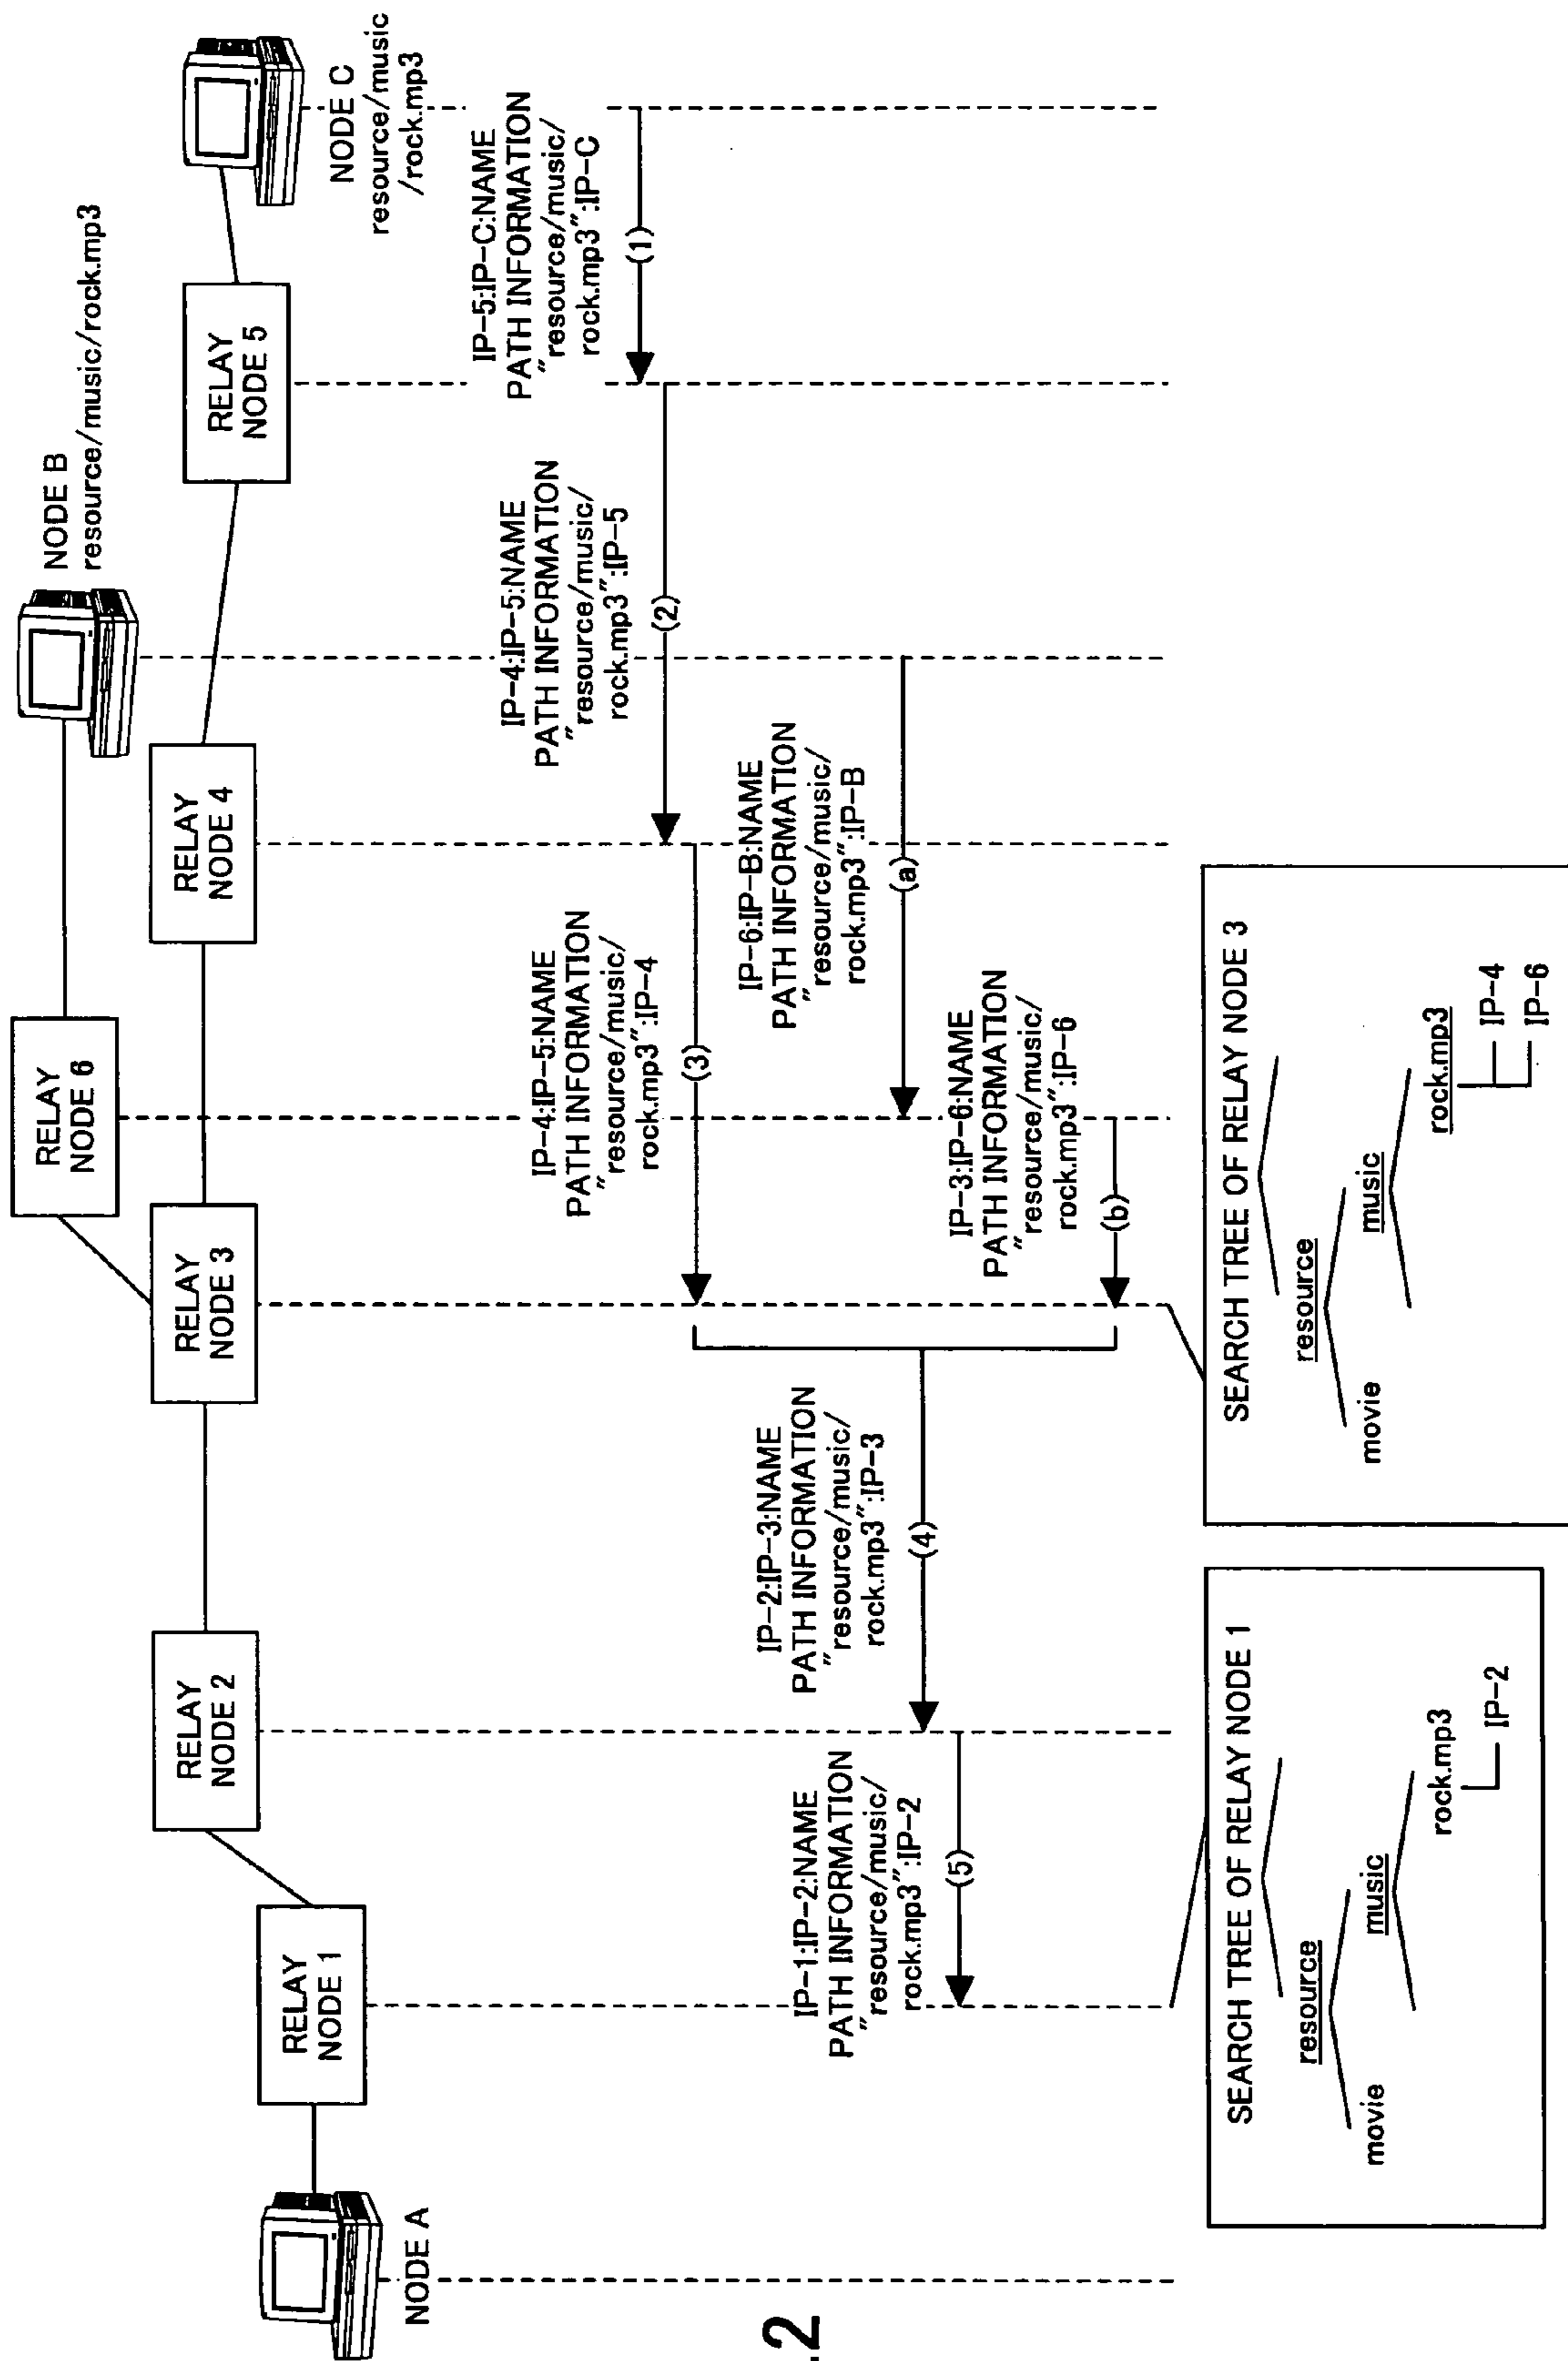 NODE A
RELAY
NODE 1
RELAY
NODE 2
RELAY
NODE 3
RELAY
NODE 6
RELAY
NODE 4
NODE B
resource/music/rock.mp3
RELAY
NODE 5
NODE C
resource/music
/rock.mp3
IP-5:IP-C:NAME
PATH INFORMATION
"resource/music/
rock.mp3":IP-C
(1)
IP-4:IP-5:NAME
PATH INFORMATION
"resource/music/
rock.mp3":IP-5
(2)
IP-4:IP-5:NAME
PATH INFORMATION
"resource/music/
rock.mp3":IP-4
(3)
IP-6:IP-B:NAME
PATH INFORMATION
"resource/music/
rock.mp3":IP-B
(a)
IP-3:IP-6:NAME
PATH INFORMATION
"resource/music/
rock.mp3":IP-6
(b)
IP-2:IP-3:NAME
PATH INFORMATION
"resource/music/
rock.mp3":IP-3
(4)
IP-1:IP-2:NAME
PATH INFORMATION
"resource/music/
rock.mp3":IP-2
(5)
SEARCH TREE OF RELAY NODE 1
resource
movie
music
rock.mp3
IP-2
SEARCH TREE OF RELAY NODE 3
resource
movie
music
rock.mp3
IP-4
IP-6
.2